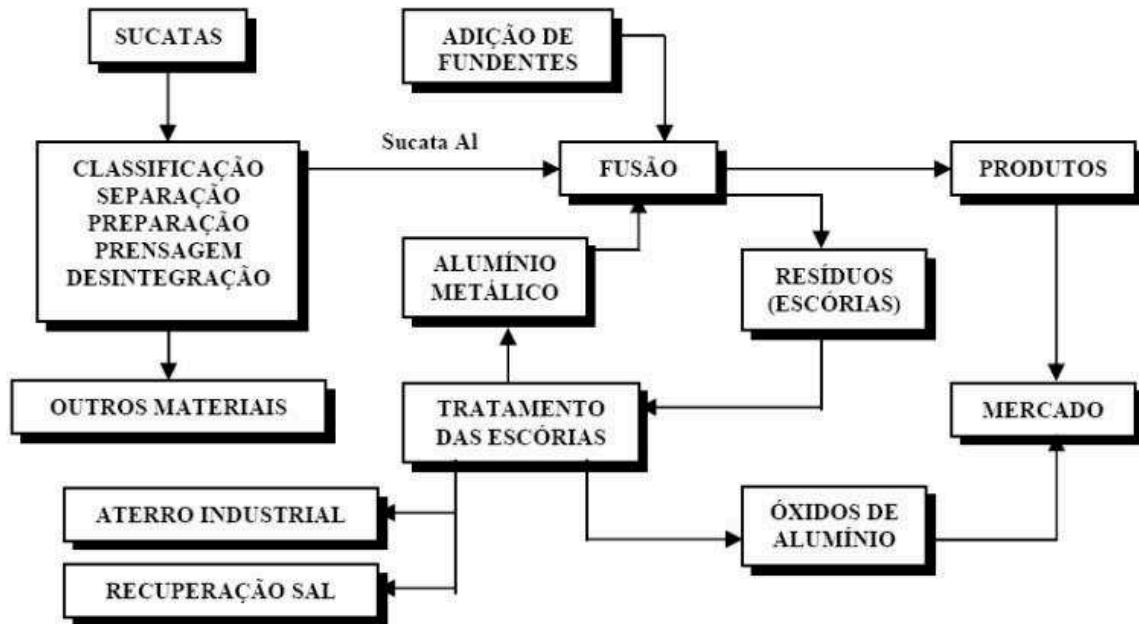 SUCATAS
ADIÇÃO DE
FUNDENTES
CLASSIFICAÇÃO
SEPARAÇÃO
PREPARAÇÃO
PRENSAGEM
DESINTEGRAÇÃO
Sucata Al
FUSÃO
PRODUTOS
ALUMÍNIO
METÁLICO
RESÍDUOS
(ESCÓRIAS)
OUTROS MATERIAIS
TRATAMENTO
DAS ESCÓRIAS
MERCADO
ATERRO INDUSTRIAL
ÓXIDOS DE
ALUMÍNIO
RECUPERAÇÃO SAL